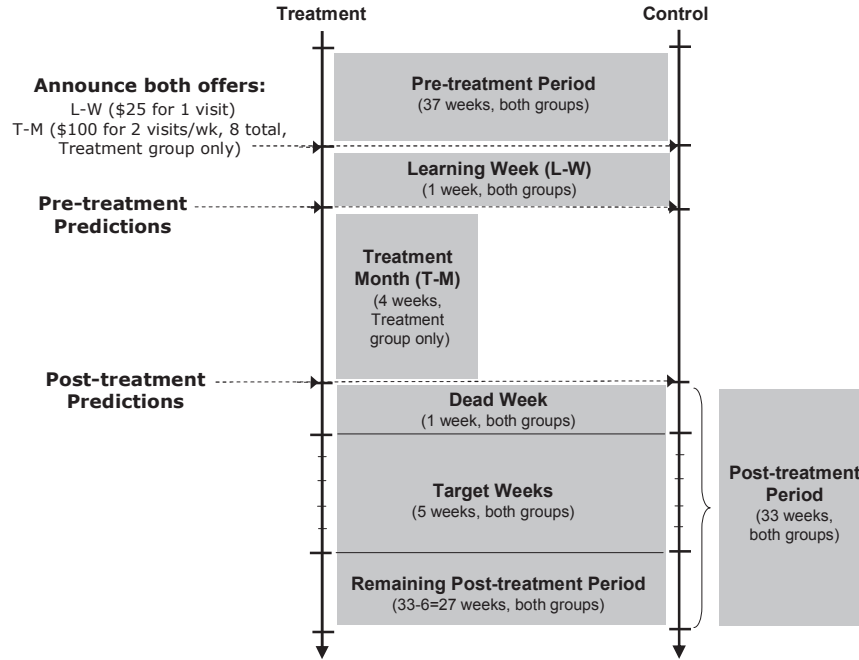 Treatment
Control
Announce both offers:
L-W ($25 for 1 visit)
T-M ($100 for 2 visits/wk, 8 total,
Treatment group only)
Pre-treatment Period
(37 weeks, both groups)
Learning Week (L-W)
(1 week, both groups)
Pre-treatment
Predictions
Treatment
Month (T-M)
(4 weeks,
Treatment
group only)
Post-treatment
Predictions
Dead Week
(1 week, both groups)
Target Weeks
(5 weeks, both groups)
Remaining Post-treatment Period
(33-6=27 weeks, both groups)
Post-treatment
Period
(33 weeks,
both groups)